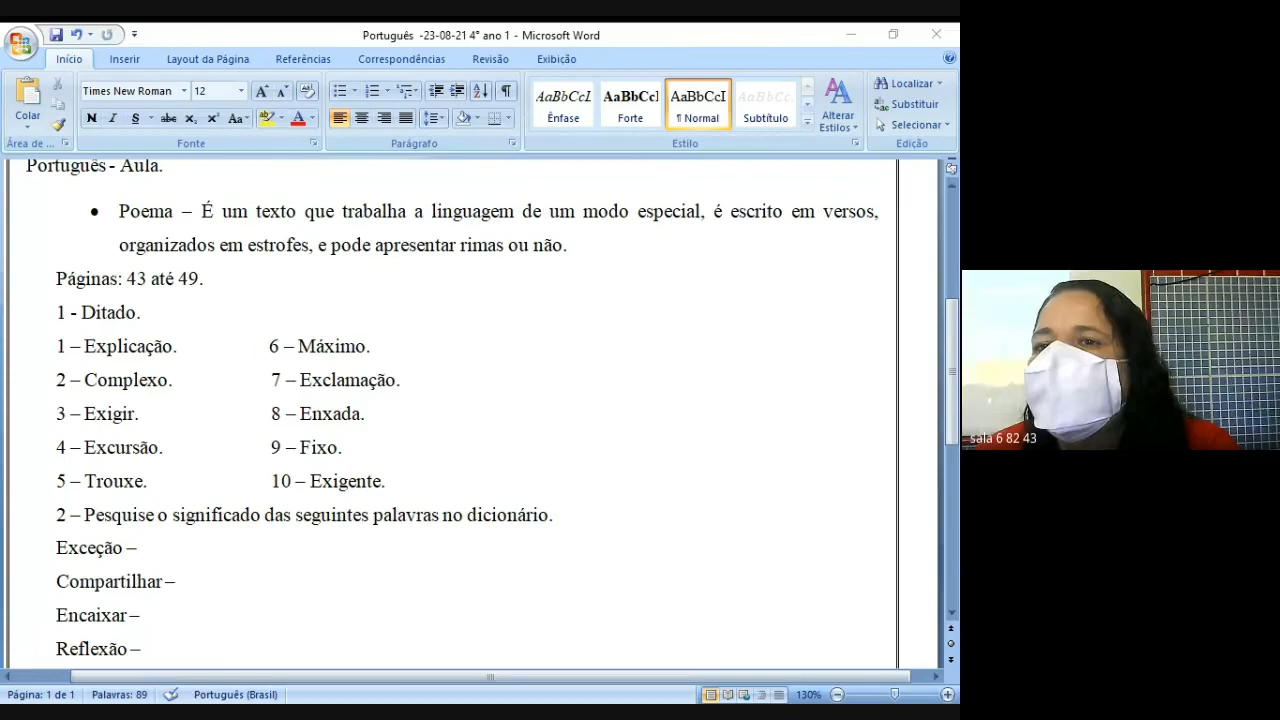 Português -23-08-21 4° ano 1 - Microsoft Word
Início Inserir Layout da Página Referências Correspondências Revisão Exibição
Times New Roman 12
AaBbCcI AaBbCcI AaBbCcI AaBbCc.
Ênfase Forte ¶ Normal Subtítulo
Colar
N I S abc x₂ x² Aa A
Alterar Estilos
Localizar
Substituir
Selecionar
Área de... Fonte Parágrafo Estilo Edição
Português - Aula.
• Poema – É um texto que trabalha a linguagem de um modo especial, é escrito em versos,
organizados em estrofes, e pode apresentar rimas ou não.
Páginas: 43 até 49.
1 - Ditado.
1 – Explicação. 6 – Máximo.
2 – Complexo. 7 – Exclamação.
3 – Exigir. 8 – Enxada.
4 – Excursão. 9 – Fixo.
5 – Trouxe. 10 – Exigente.
2 – Pesquise o significado das seguintes palavras no dicionário.
Exceção –
Compartilhar –
Encaixar –
Reflexão –
Página: 1 de 1 Palavras: 89 Português (Brasil) 130%
sala 6 82 43